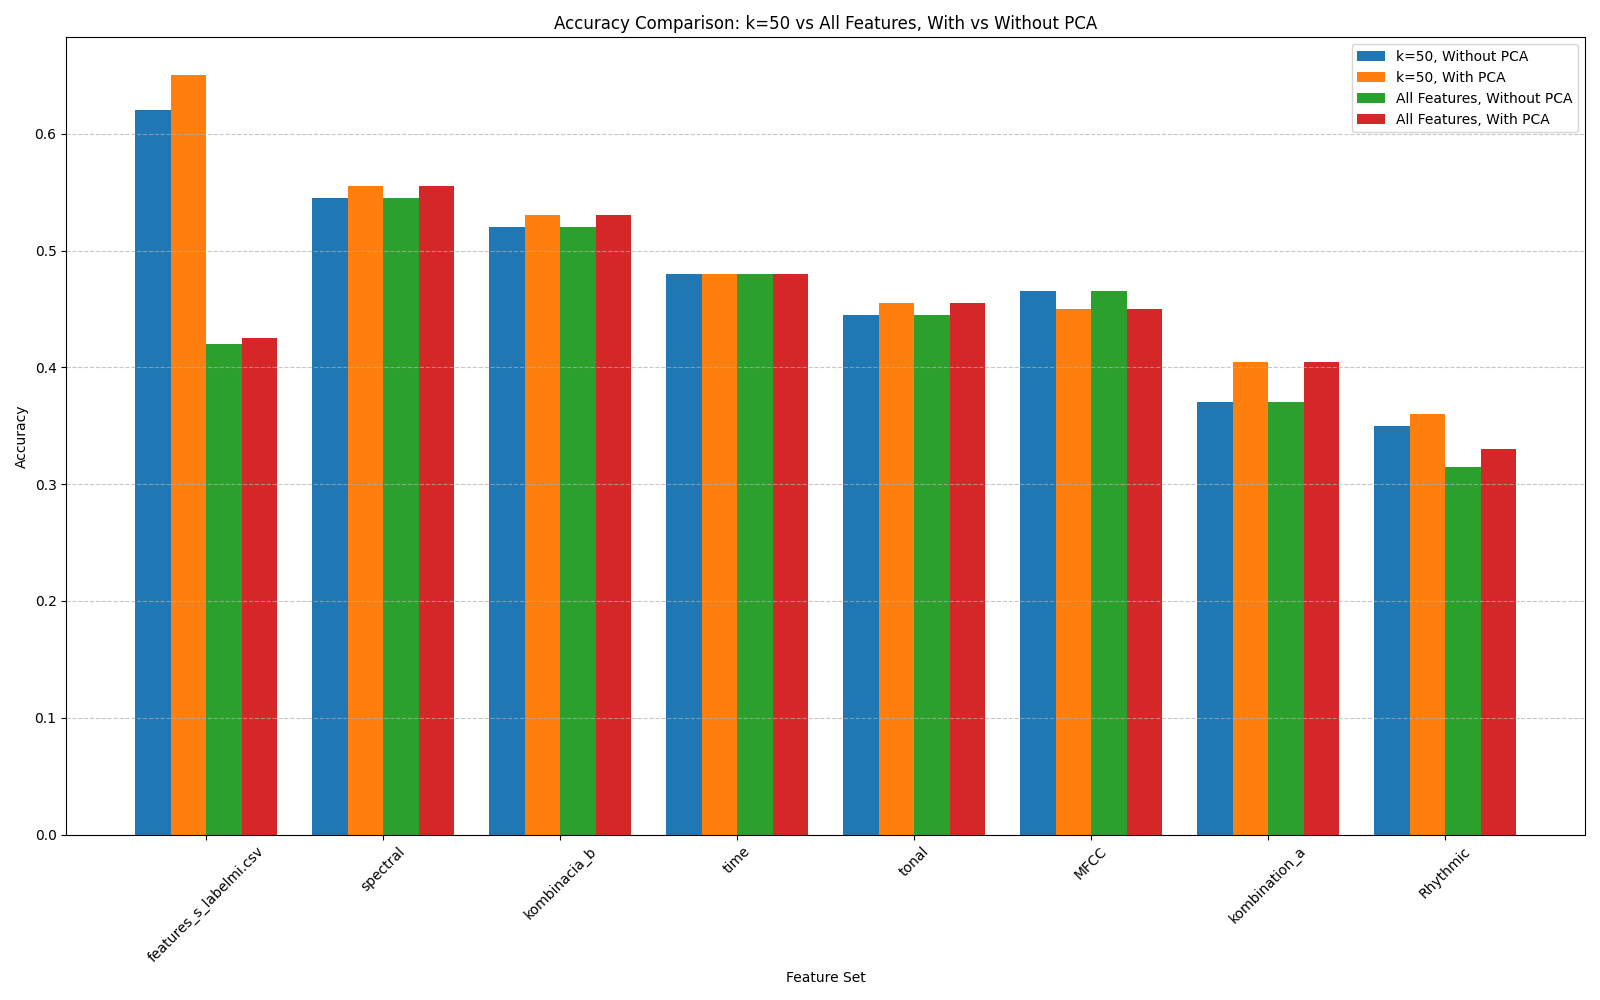 Accuracy Comparison: k=50 vs All Features, With vs Without PCA
k=50, Without PCA
k=50, With PCA
All Features, Without PCA
All Features, With PCA
Accuracy
0.6
0.5
0.4
0.3
0.2
0.1
0.0
features_s_labelmi.csv
spectral
kombinacia_b
time
tonal
MFCC
kombination_a
Rhythmic
Feature Set